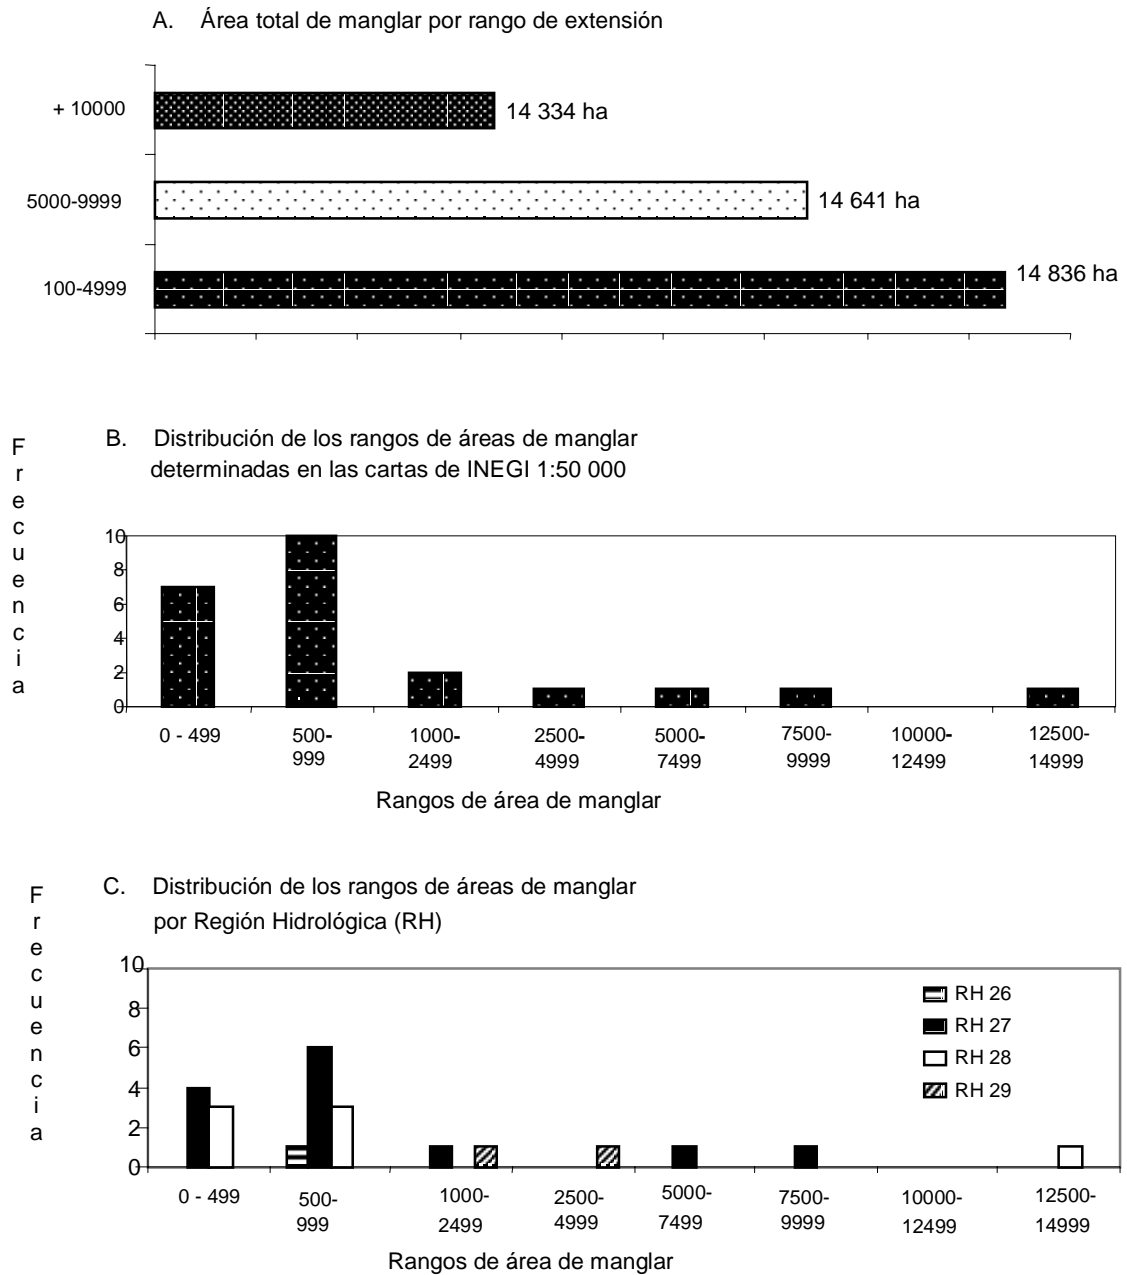 A. Área total de manglar por rango de extensión
+ 10000
14 334 ha
5000-9999
14 641 ha
100-4999
14 836 ha
B. Distribución de los rangos de áreas de manglar
determinadas en las cartas de INEGI 1:50 000
Frecuencia
10
8
6
4
2
0
0 - 499
500-
999
1000-
2499
2500-
4999
5000-
7499
7500-
9999
10000-
12499
12500-
14999
Rangos de área de manglar
C. Distribución de los rangos de áreas de manglar
por Región Hidrológica (RH)
Frecuencia
10
8
6
4
2
0
RH 26
RH 27
RH 28
RH 29
0 - 499
500-
999
1000-
2499
2500-
4999
5000-
7499
7500-
9999
10000-
12499
12500-
14999
Rangos de área de manglar